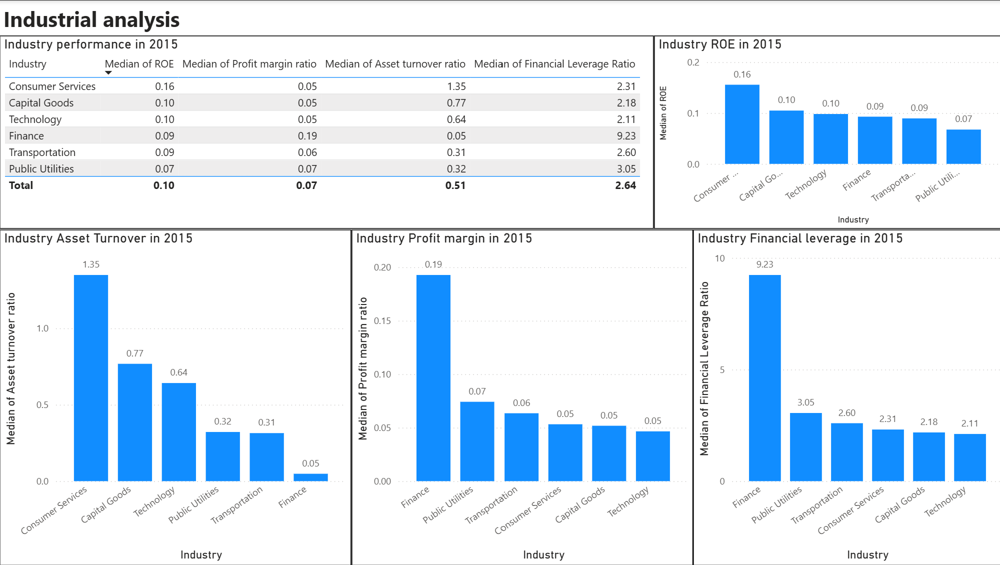 Industrial analysis
Industry performance in 2015
Industry Median of ROE Median of Profit margin ratio Median of Asset turnover ratio Median of Financial Leverage Ratio
Consumer Services 0.16 0.05 1.35 2.31
Capital Goods 0.10 0.05 0.77 2.18
Technology 0.10 0.05 0.64 2.11
Finance 0.09 0.19 0.05 9.23
Transportation 0.09 0.06 0.31 2.60
Public Utilities 0.07 0.07 0.32 3.05
Total 0.10 0.07 0.51 2.64
Industry ROE in 2015
Median of ROE
0.2
0.1
0.0
0.16
0.10
0.10
0.09
0.09
0.07
Consumer ...
Capital Go...
Technology
Finance
Transporta...
Public Utili...
Industry
Industry Asset Turnover in 2015
Median of Asset turnover ratio
1.0
0.5
0.0
1.35
0.77
0.64
0.32
0.31
0.05
Consumer Services
Capital Goods
Technology
Public Utilities
Transportation
Finance
Industry
Industry Profit margin in 2015
Median of Profit margin ratio
0.20
0.15
0.10
0.05
0.00
0.19
0.07
0.06
0.05
0.05
0.05
Finance
Public Utilities
Transportation
Consumer Services
Capital Goods
Technology
Industry
Industry Financial leverage in 2015
Median of Financial Leverage Ratio
10
5
0
9.23
3.05
2.60
2.31
2.18
2.11
Finance
Public Utilities
Transportation
Consumer Services
Capital Goods
Technology
Industry